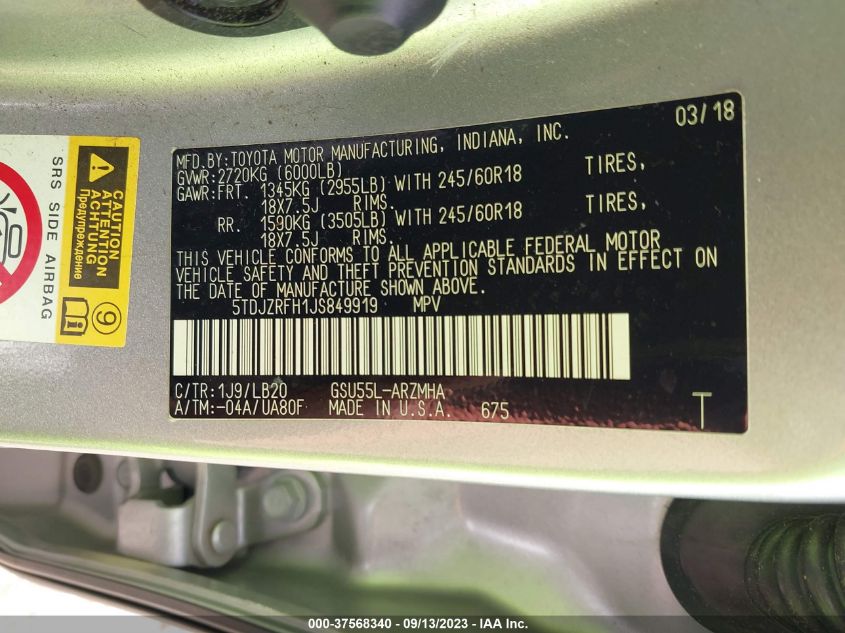 SRS SIDE AIRBAG
CAUTION
ATTENTION
ACHTUNG
Предупреждение
9
03/18
MFD.BY:TOYOTA MOTOR MANUFACTURING, INDIANA, INC.
GVWR:2720KG (6000LB)
GAWR:FRT. 1345KG (2955LB) WITH 245/60R18 TIRES,
18X7.5J RIMS.
RR. 1590KG (3505LB) WITH 245/60R18 TIRES,
18X7.5J RIMS.
THIS VEHICLE CONFORMS TO ALL APPLICABLE FEDERAL MOTOR
VEHICLE SAFETY AND THEFT PREVENTION STANDARDS IN EFFECT ON
THE DATE OF MANUFACTURE SHOWN ABOVE.
5TDJZRFH1JS849919 MPV
C/TR:1J9/LB20 GSU55L-ARZMHA
A/TM:-04A/UA80F MADE IN U.S.A. 675 T
000-37568340 - 09/13/2023 - IAA Inc.